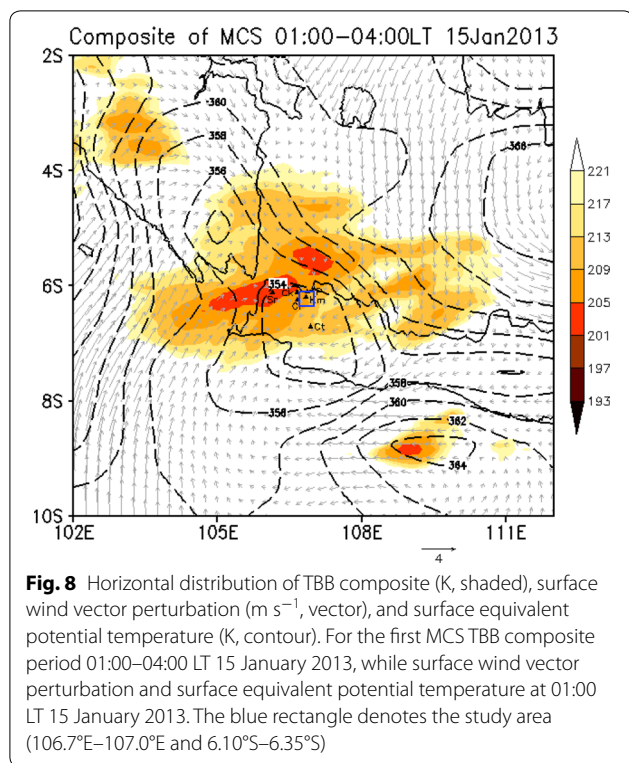 Composite of MCS 01:00−04:00LT 15Jan2013
2S
4S
6S
8S
10S
102E
105E
108E
111E
360
358
356
366
354
Sr
Ck
Ci
Km
Ct
356
358
360
362
364
221
217
213
209
205
201
197
193
4
Fig. 8 Horizontal distribution of TBB composite (K, shaded), surface
wind vector perturbation (m s−1, vector), and surface equivalent
potential temperature (K, contour). For the first MCS TBB composite
period 01:00–04:00 LT 15 January 2013, while surface wind vector
perturbation and surface equivalent potential temperature at 01:00
LT 15 January 2013. The blue rectangle denotes the study area
(106.7°E–107.0°E and 6.10°S–6.35°S)